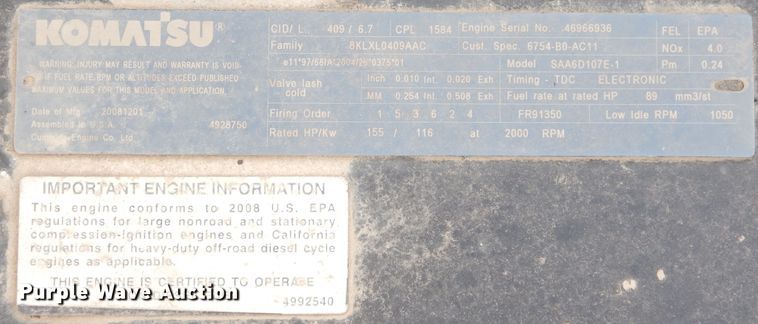 KOMATSU
WARNING: INJURY MAY RESULT AND WARRANTY IS VOID
IF FUEL RATE, RPM OR ALTITUDES EXCEED PUBLISHED
MAXIMUM VALUES FOR THIS MODEL AND APPLICATION.
Date of Mfg. 20081201
Assembled in U.S.A. 4928750
Engine Co. Ltd.
CID/ L. 409 / 6.7 CPL 1584 Engine Serial No. 46966936 FEL EPA
Family 8KLXL0409AAC Cust. Spec. 6754-B0-AC11 NOx 4.0
Model SAA6D107E-1 Pm 0.24
Valve lash Inch 0.010 Int. 0.020 Exh. Timing - TDC ELECTRONIC
cold MM 0.254 Int. 0.508 Exh. Fuel rate at rated HP 89 mm3/st
Firing Order 1 5 3 6 2 4 FR91350 Low Idle RPM 1050
Rated HP/Kw 155 / 116 at 2000 RPM
IMPORTANT ENGINE INFORMATION
This engine conforms to 2008 U.S. EPA
regulations for large nonroad and stationary
compression-ignition engines and California
regulations for heavy-duty off-road diesel cycle
engines as applicable.
THIS ENGINE IS CERTIFIED TO OPERATE
4992540
Purple Wave Auction